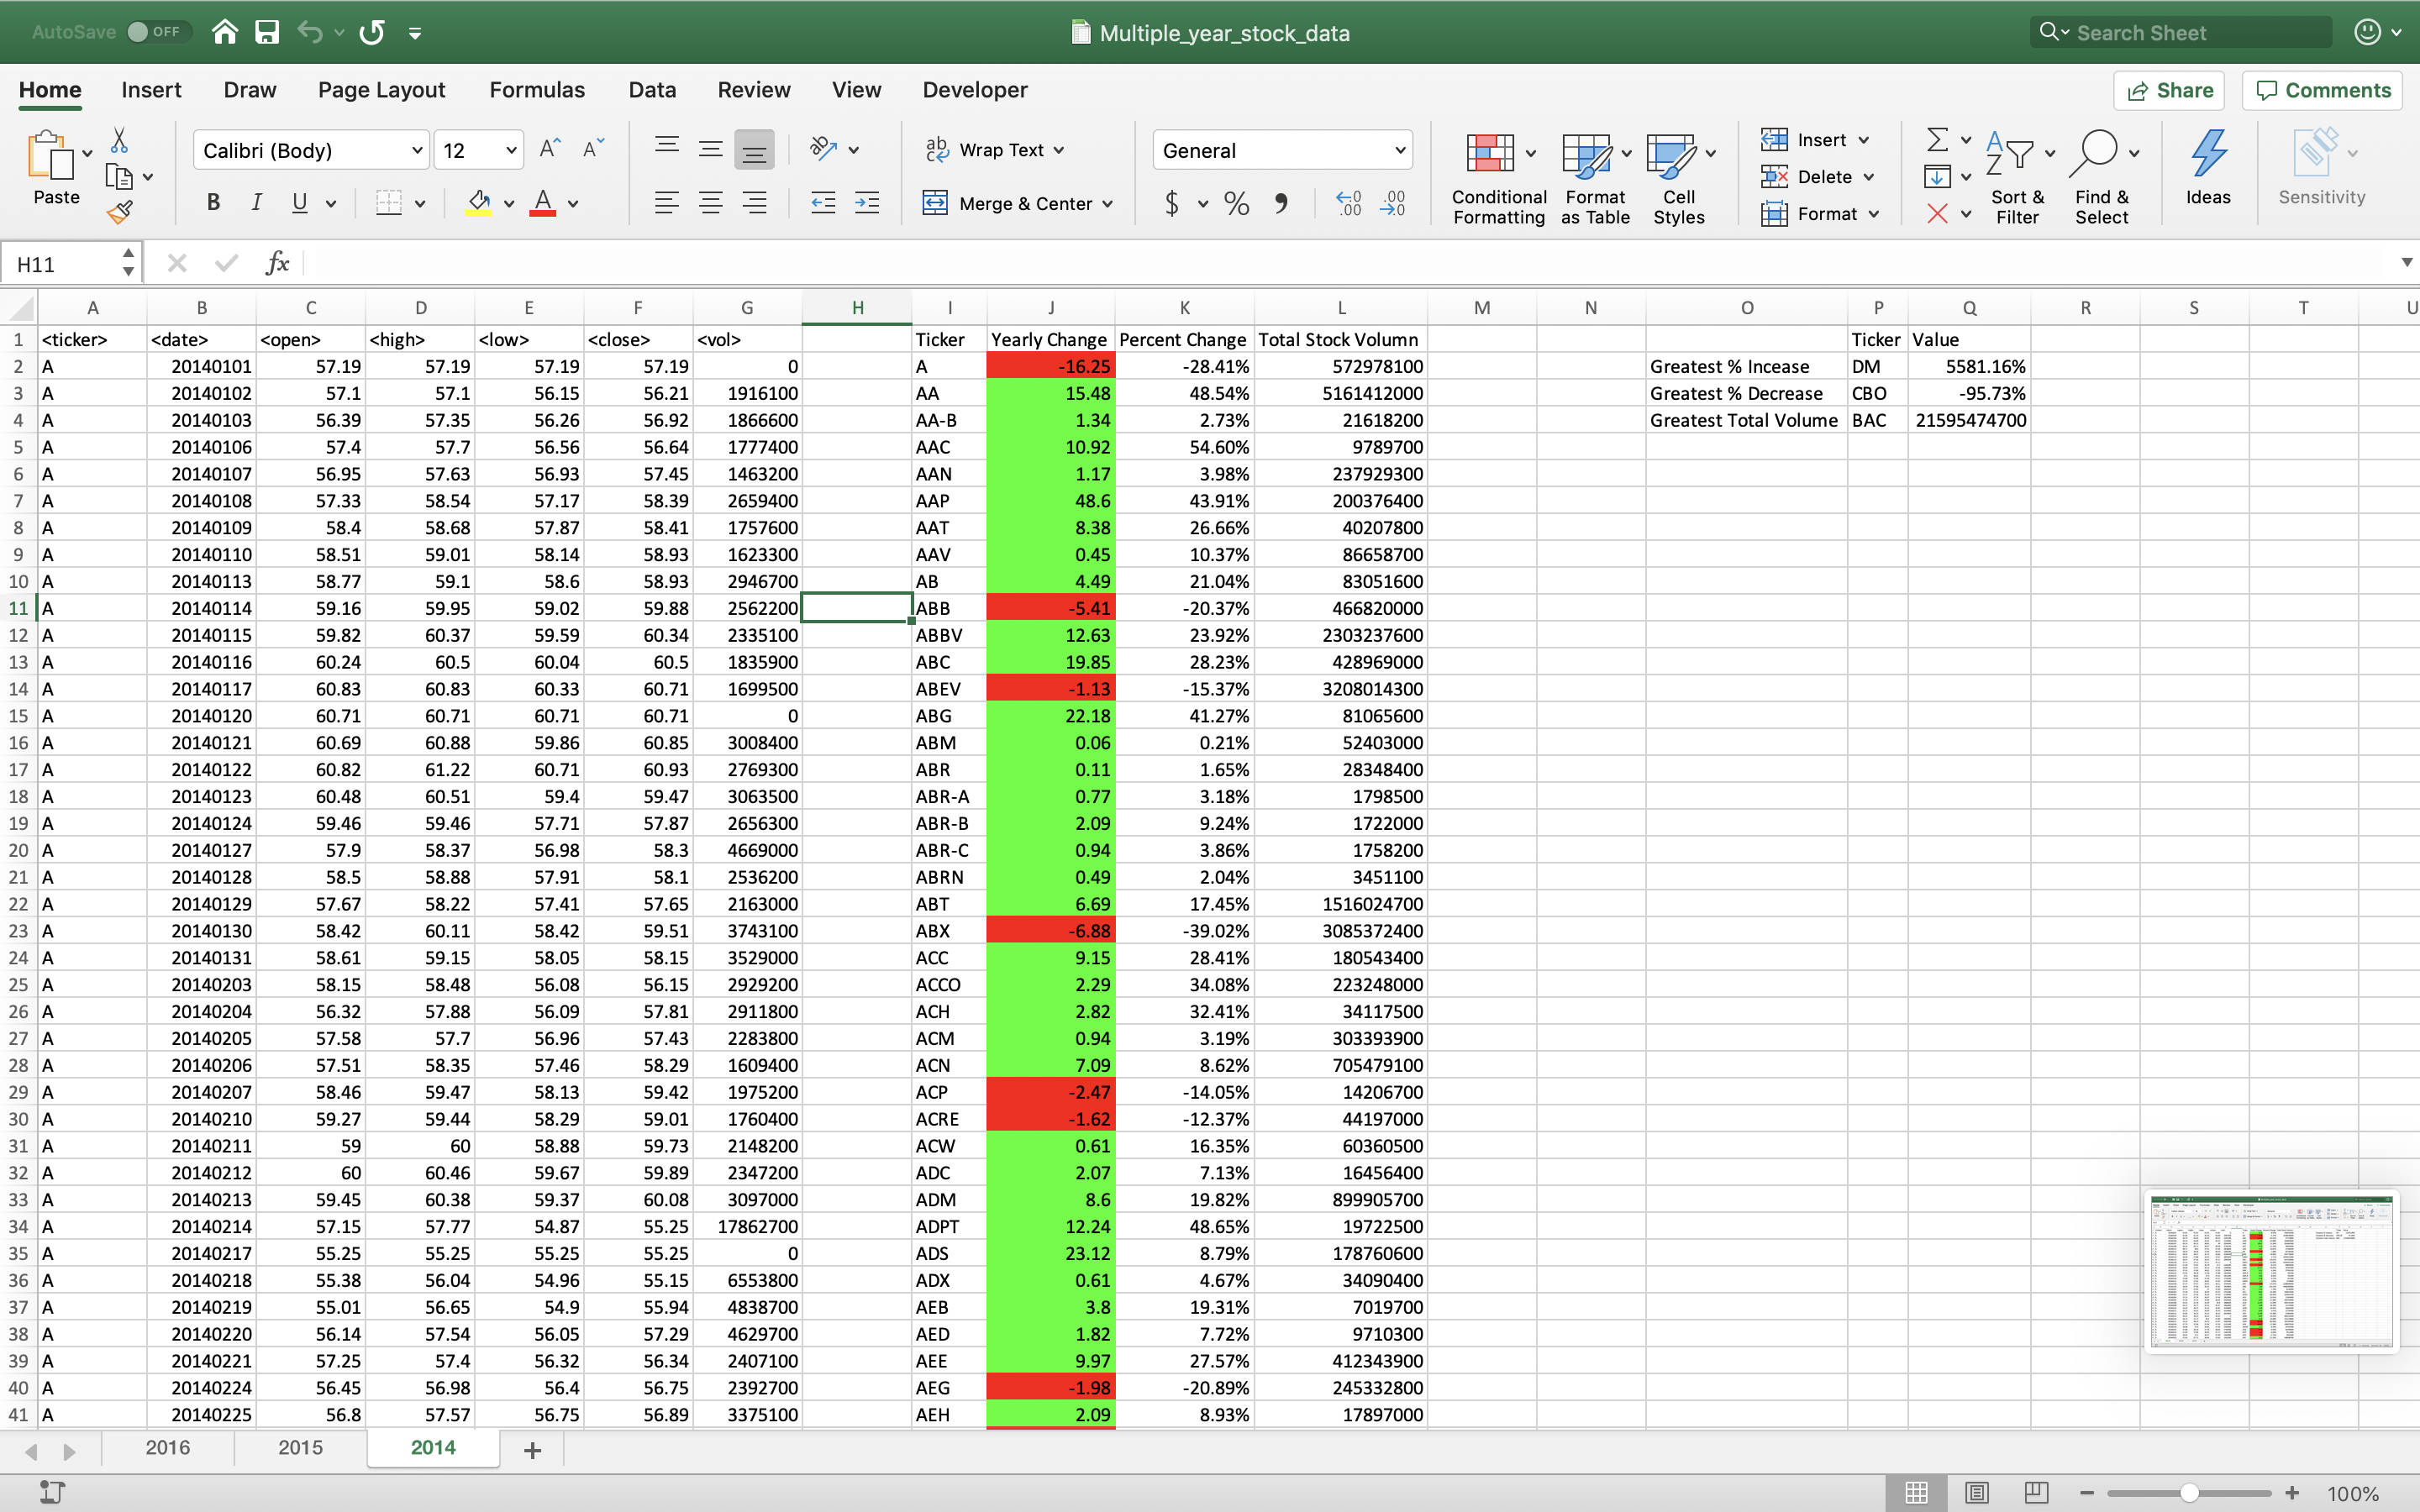 AutoSave OFF Multiple_year_stock_data Search Sheet
Home Insert Draw Page Layout Formulas Data Review View Developer Share Comments
Paste Calibri (Body) 12 Wrap Text General Conditional Formatting Format as Table Cell Styles Insert Sort & Filter Find & Select Ideas Sensitivity
B I U Merge & Center $ % Delete Format
H11 fx
A B C D E F G H I J K L M N O P Q R S T U
1 <ticker> <date> <open> <high> <low> <close> <vol> Ticker Yearly Change Percent Change Total Stock Volumn Ticker Value
2 A 20140101 57.19 57.19 57.19 57.19 0 A -16.25 -28.41% 572978100 Greatest % Incease DM 5581.16%
3 A 20140102 57.1 57.1 56.15 56.21 1916100 AA 15.48 48.54% 5161412000 Greatest % Decrease CBO -95.73%
4 A 20140103 56.39 57.35 56.26 56.92 1866600 AA-B 1.34 2.73% 21618200 Greatest Total Volume BAC 21595474700
5 A 20140106 57.4 57.7 56.56 56.64 1777400 AAC 10.92 54.60% 9789700
6 A 20140107 56.95 57.63 56.93 57.45 1463200 AAN 1.17 3.98% 237929300
7 A 20140108 57.33 58.54 57.17 58.39 2659400 AAP 48.6 43.91% 200376400
8 A 20140109 58.4 58.68 57.87 58.41 1757600 AAT 8.38 26.66% 40207800
9 A 20140110 58.51 59.01 58.14 58.93 1623300 AAV 0.45 10.37% 86658700
10 A 20140113 58.77 59.1 58.6 58.93 2946700 AB 4.49 21.04% 83051600
11 A 20140114 59.16 59.95 59.02 59.88 2562200 ABB -5.41 -20.37% 466820000
12 A 20140115 59.82 60.37 59.59 60.34 2335100 ABBV 12.63 23.92% 2303237600
13 A 20140116 60.24 60.5 60.04 60.5 1835900 ABC 19.85 28.23% 428969000
14 A 20140117 60.83 60.83 60.33 60.71 1699500 ABEV -1.13 -15.37% 3208014300
15 A 20140120 60.71 60.71 60.71 60.71 0 ABG 22.18 41.27% 81065600
16 A 20140121 60.69 60.88 59.86 60.85 3008400 ABM 0.06 0.21% 52403000
17 A 20140122 60.82 61.22 60.71 60.93 2769300 ABR 0.11 1.65% 28348400
18 A 20140123 60.48 60.51 59.4 59.47 3063500 ABR-A 0.77 3.18% 1798500
19 A 20140124 59.46 59.46 57.71 57.87 2656300 ABR-B 2.09 9.24% 1722000
20 A 20140127 57.9 58.37 56.98 58.3 4669000 ABR-C 0.94 3.86% 1758200
21 A 20140128 58.5 58.88 57.91 58.1 2536200 ABRN 0.49 2.04% 3451100
22 A 20140129 57.67 58.22 57.41 57.65 2163000 ABT 6.69 17.45% 1516024700
23 A 20140130 58.42 60.11 58.42 59.51 3743100 ABX -6.88 -39.02% 3085372400
24 A 20140131 58.61 59.15 58.05 58.15 3529000 ACC 9.15 28.41% 180543400
25 A 20140203 58.15 58.48 56.08 56.15 2929200 ACCO 2.29 34.08% 223248000
26 A 20140204 56.32 57.88 56.09 57.81 2911800 ACH 2.82 32.41% 34117500
27 A 20140205 57.58 57.7 56.96 57.43 2283800 ACM 0.94 3.19% 303393900
28 A 20140206 57.51 58.35 57.46 58.29 1609400 ACN 7.09 8.62% 705479100
29 A 20140207 58.46 59.47 58.13 59.42 1975200 ACP -2.47 -14.05% 14206700
30 A 20140210 59.27 59.44 58.29 59.01 1760400 ACRE -1.62 -12.37% 44197000
31 A 20140211 59 60 58.88 59.73 2148200 ACW 0.61 16.35% 60360500
32 A 20140212 60 60.46 59.67 59.89 2347200 ADC 2.07 7.13% 16456400
33 A 20140213 59.45 60.38 59.37 60.08 3097000 ADM 8.6 19.82% 899905700
34 A 20140214 57.15 57.77 54.87 55.25 17862700 ADPT 12.24 48.65% 19722500
35 A 20140217 55.25 55.25 55.25 55.25 0 ADS 23.12 8.79% 178760600
36 A 20140218 55.38 56.04 54.96 55.15 6553800 ADX 0.61 4.67% 34090400
37 A 20140219 55.01 56.65 54.9 55.94 4838700 AEB 3.8 19.31% 7019700
38 A 20140220 56.14 57.54 56.05 57.29 4629700 AED 1.82 7.72% 9710300
39 A 20140221 57.25 57.4 56.32 56.34 2407100 AEE 9.97 27.57% 412343900
40 A 20140224 56.45 56.98 56.4 56.75 2392700 AEG -1.98 -20.89% 245332800
41 A 20140225 56.8 57.57 56.75 56.89 3375100 AEH 2.09 8.93% 17897000
2016 2015 2014
100%